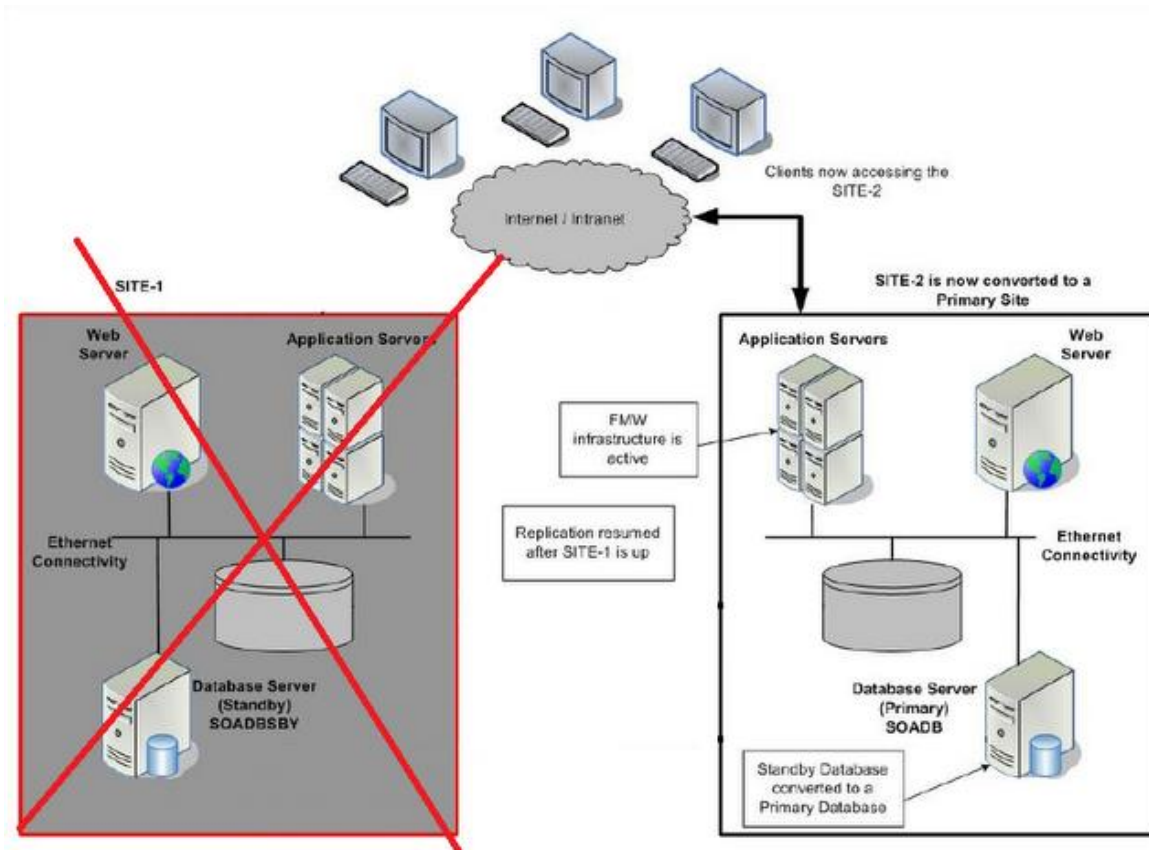 Clients now accessing the
SITE-2
Internet / Intranet
SITE-1
SITE-2 is now converted to a
Primary Site
Web
Server
Application Servers
Application Servers
Web
Server
FMW
infrastructure is
active
Replication resumed
after SITE-1 is up
Ethernet
Connectivity
Ethernet
Connectivity
Database Server
(Standby)
SOADBSBY
Database Server
(Primary)
SOADB
Standby Database
converted to a
Primary Database